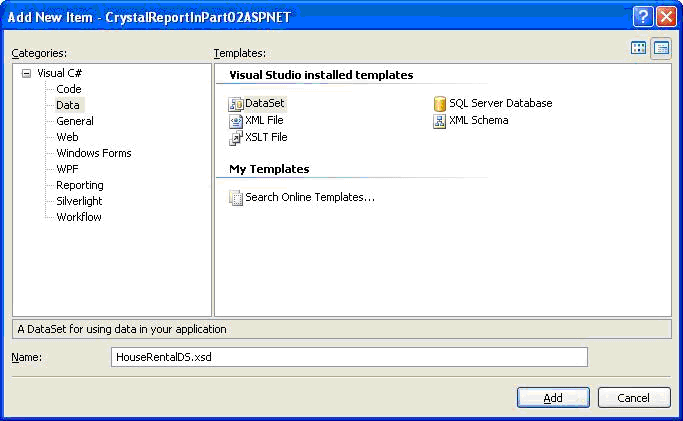 Add New Item - CrystalReportInPart02ASPNET
Categories:
Templates:
Visual C#
Code
Data
General
Web
Windows Forms
WPF
Reporting
Silverlight
Workflow
Visual Studio installed templates
DataSet
SQL Server Database
XML File
XML Schema
XSLT File
My Templates
Search Online Templates...
A DataSet for using data in your application
Name:
HouseRentalDS.xsd
Add
Cancel